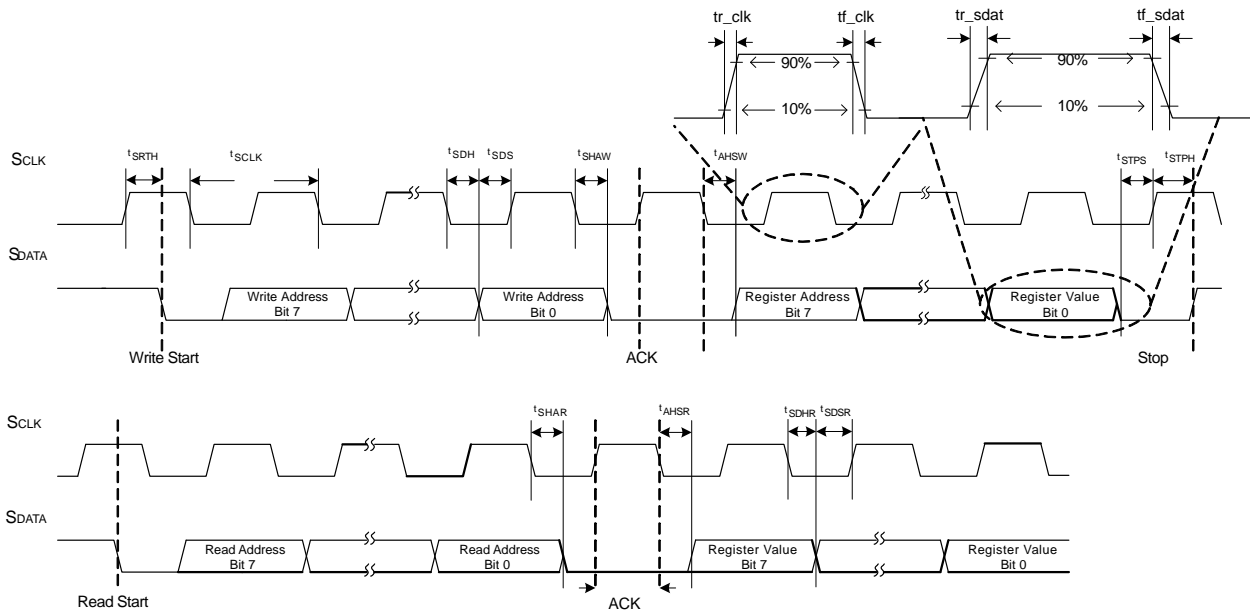 tr_clk tf_clk tr_sdat tf_sdat
90% 90%
10% 10%
SCLK tSRTH tSCLK tSDH tSDS tSHAW tAHSW tSTPS tSTPH
SDATA
Write Address Bit 7
Write Address Bit 0
Register Address Bit 7
Register Value Bit 0
Write Start ACK Stop
SCLK tSHAR tAHSR tSDHR tSDSR
SDATA
Read Address Bit 7
Read Address Bit 0
Register Value Bit 7
Register Value Bit 0
Read Start ACK